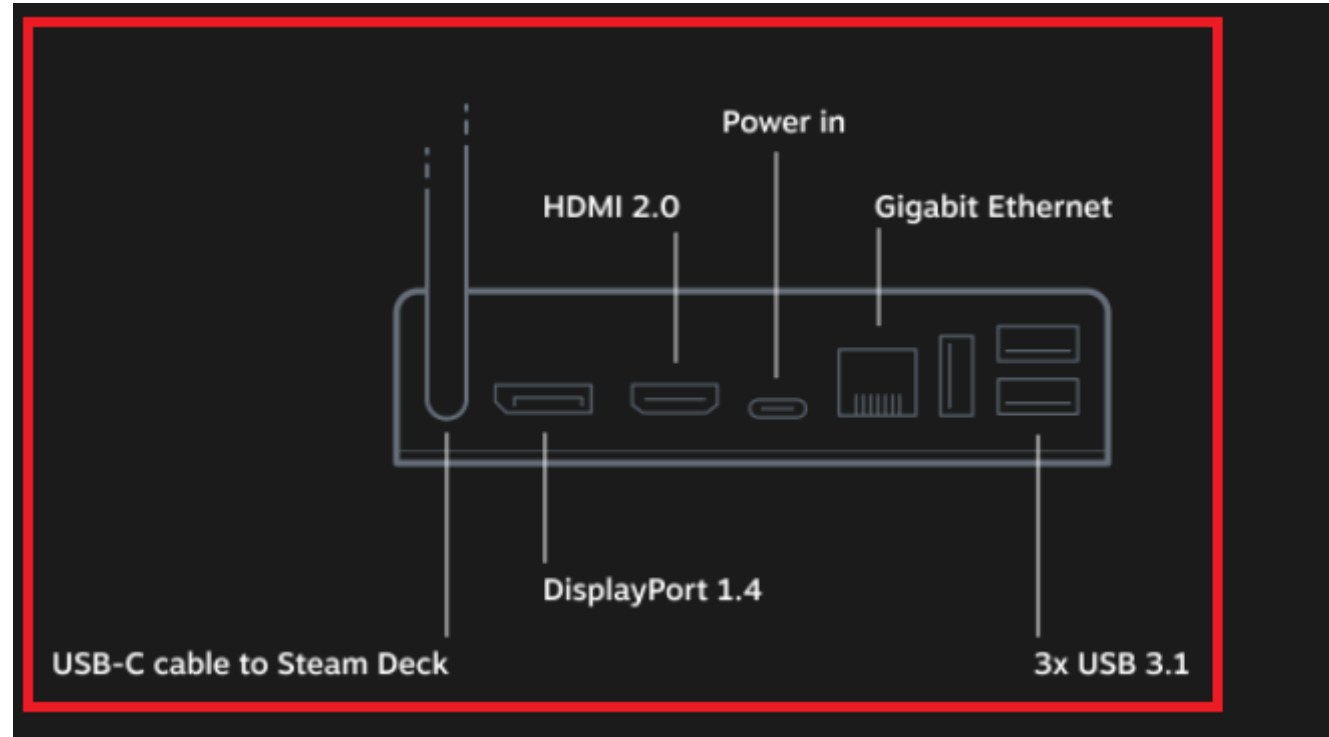 Power in
HDMI 2.0
Gigabit Ethernet
DisplayPort 1.4
USB-C cable to Steam Deck
3x USB 3.1